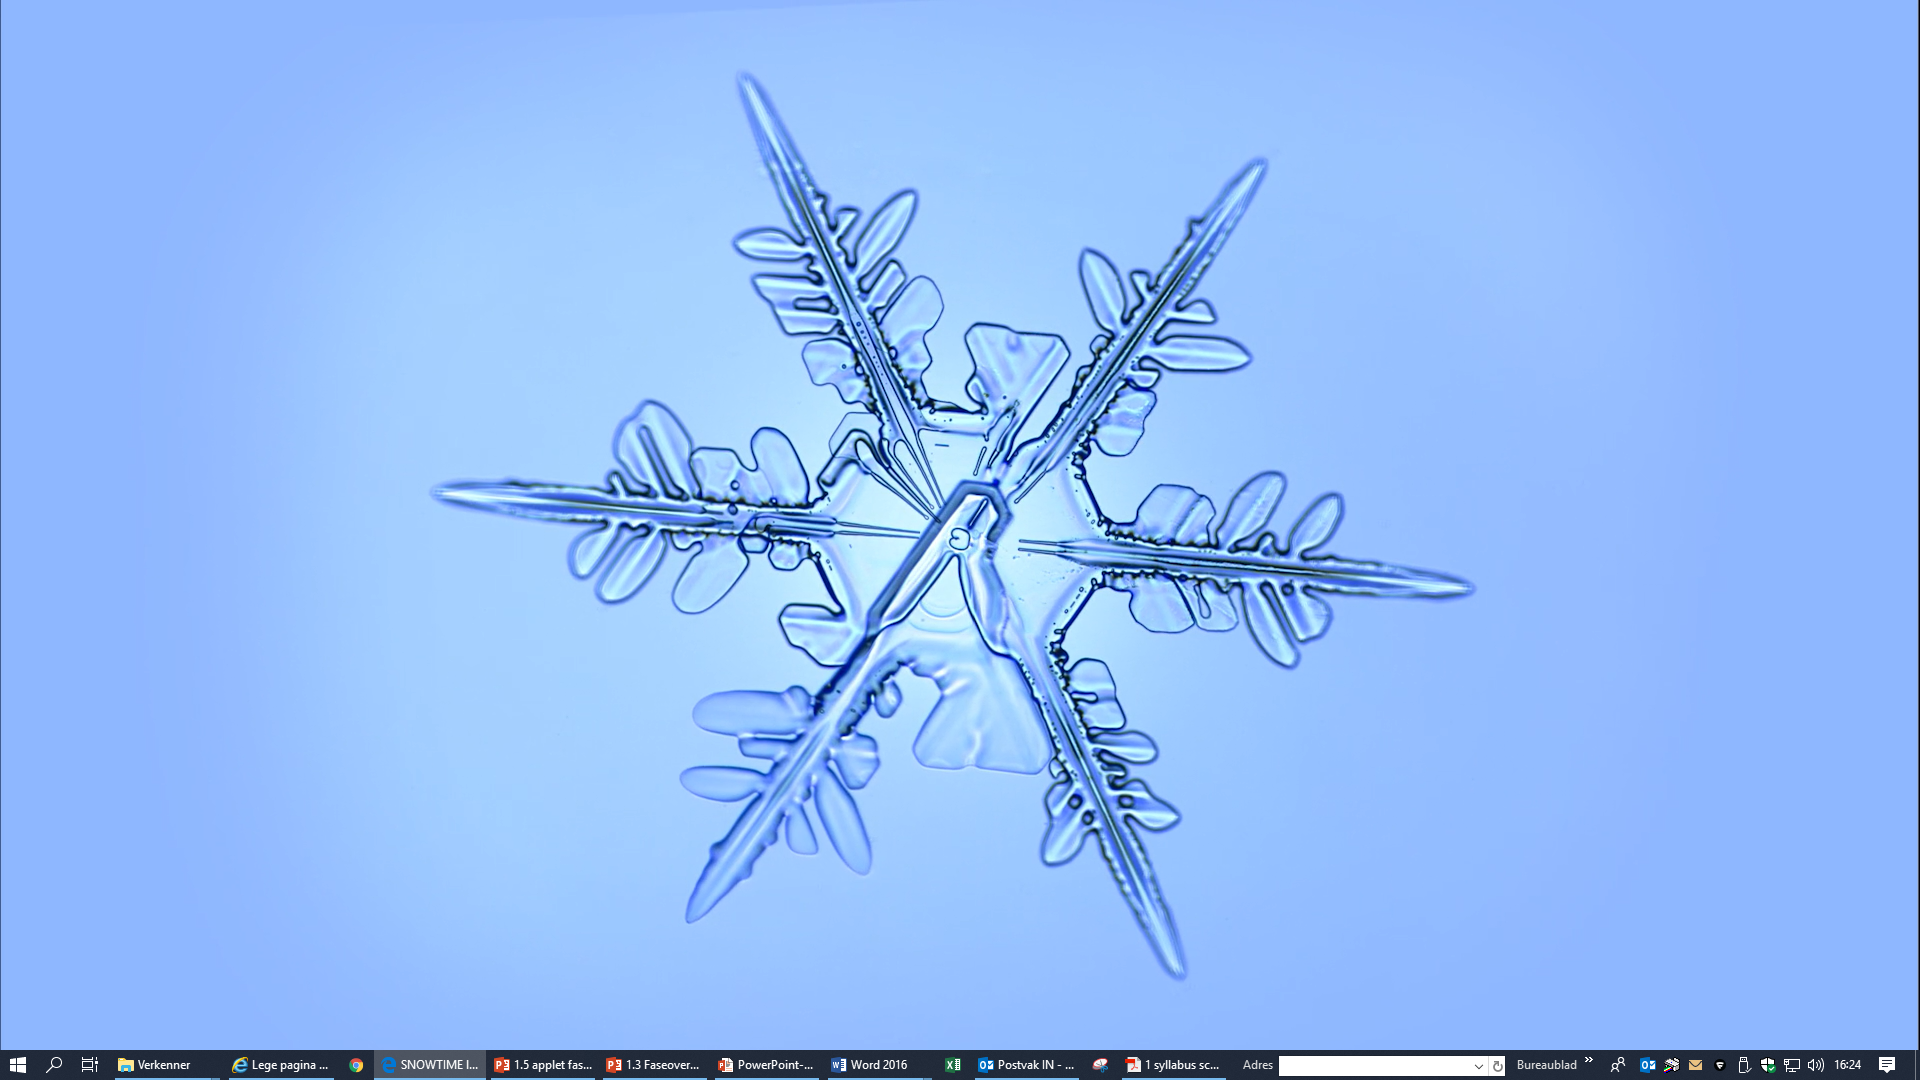 Verkenner
Lege pagina ...
SNOWTIME I...
1.5 applet fas...
1.3 Faseover...
PowerPoint-...
Word 2016
Postvak IN - ...
1 syllabus sc...
Adres
Bureaublad
16:24